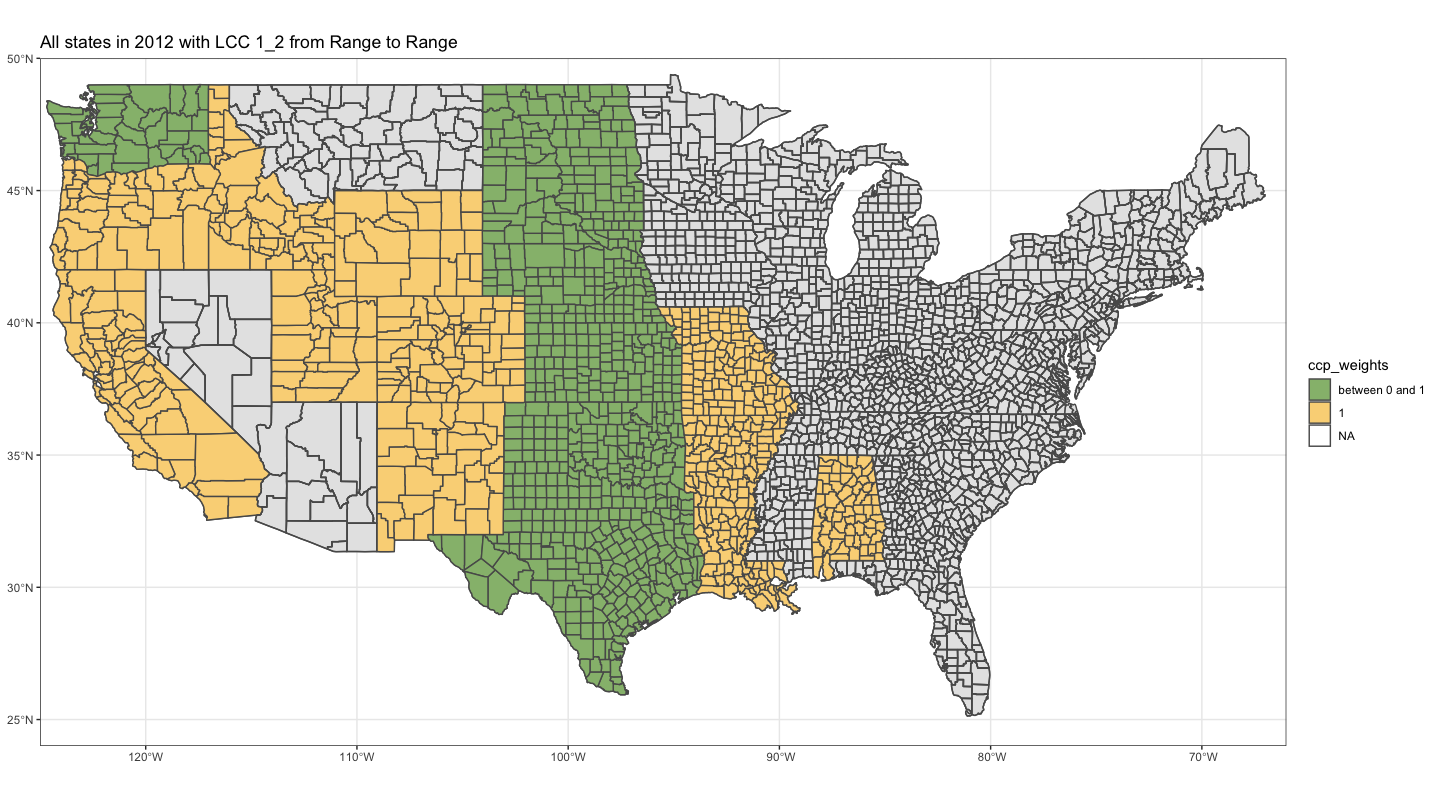 All states in 2012 with LCC 1_2 from Range to Range
50°N
45°N
40°N
35°N
30°N
25°N
120°W
110°W
100°W
90°W
80°W
70°W
ccp_weights
between 0 and 1
1
NA